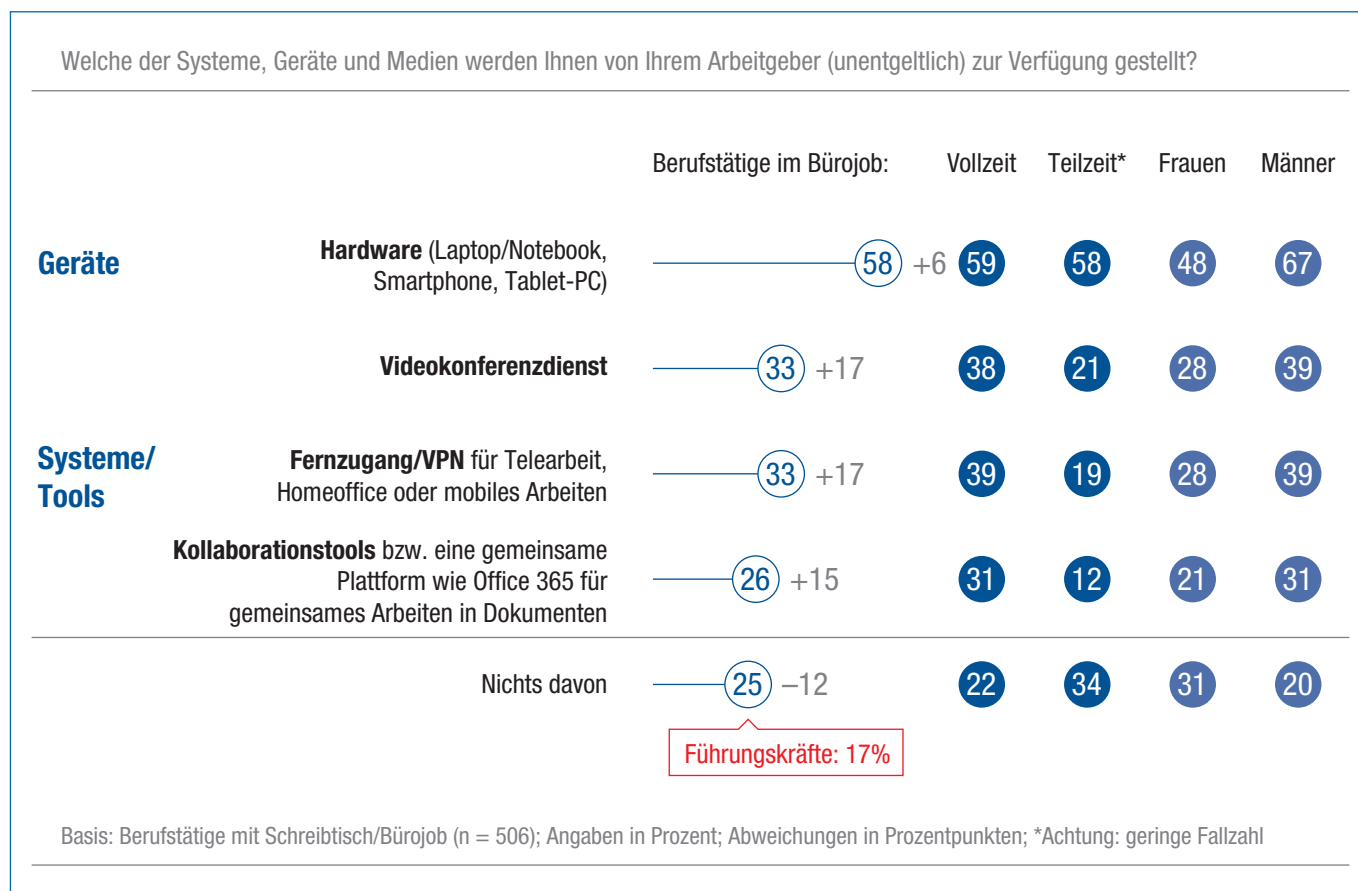 Welche der Systeme, Geräte und Medien werden Ihnen von Ihrem Arbeitgeber (unentgeltlich) zur Verfügung gestellt?
Berufstätige im Bürojob: Vollzeit Teilzeit* Frauen Männer
Geräte
Hardware (Laptop/Notebook,
Smartphone, Tablet-PC)
58 +6 59 58 48 67
Videokonferenzdienst
33 +17 38 21 28 39
Systeme/
Tools
Fernzugang/VPN für Telearbeit,
Homeoffice oder mobiles Arbeiten
33 +17 39 19 28 39
Kollaborationstools bzw. eine gemeinsame
Plattform wie Office 365 für
gemeinsames Arbeiten in Dokumenten
26 +15 31 12 21 31
Nichts davon
25 –12 22 34 31 20
Führungskräfte: 17%
Basis: Berufstätige mit Schreibtisch/Bürojob (n = 506); Angaben in Prozent; Abweichungen in Prozentpunkten; *Achtung: geringe Fallzahl